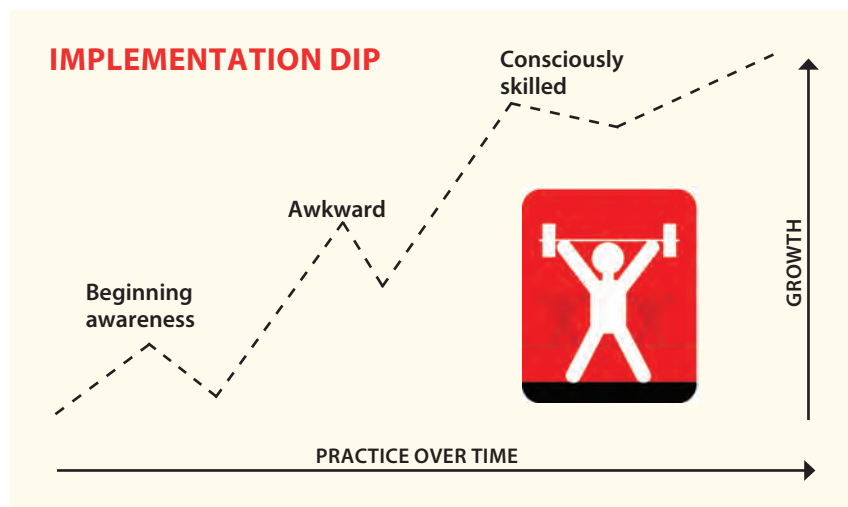 IMPLEMENTATION DIP
Consciously
skilled
Awkward
Beginning
awareness
GROWTH
PRACTICE OVER TIME